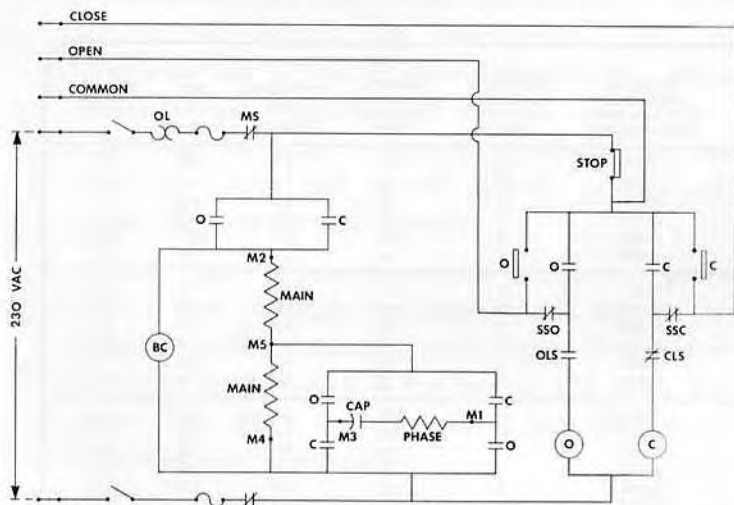 CLOSE
OPEN
COMMON
OL
MS
STOP
O
C
O
O
C
C
M2
MAIN
SSO
SSC
230 VAC
BC
M5
OLS
CLS
MAIN
O
CAP
M1
C
M3
PHASE
M4
C
O
O
C